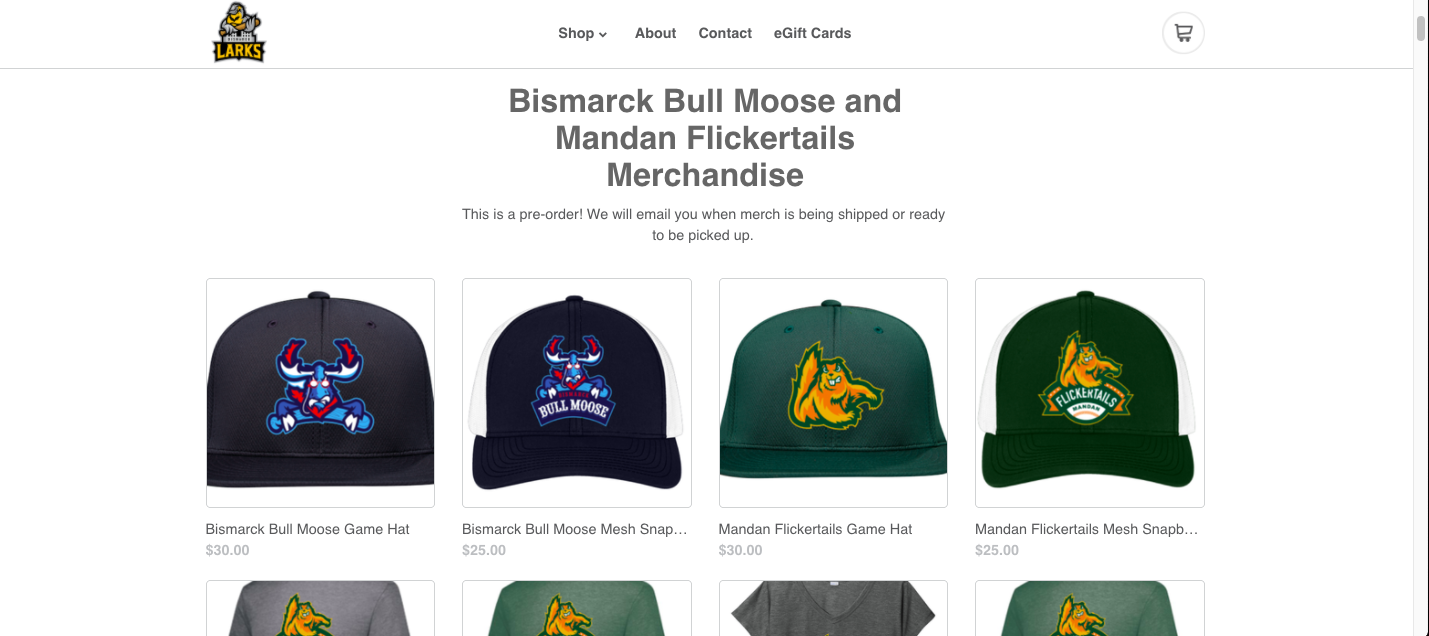 BISMARCK
LARKS
Shop
About
Contact
eGift Cards
Bismarck Bull Moose and
Mandan Flickertails
Merchandise
This is a pre-order! We will email you when merch is being shipped or ready
to be picked up.
BISMARCK
BULL MOOSE
FLICKERTAILS
MANDAN
Bismarck Bull Moose Game Hat
Bismarck Bull Moose Mesh Snap…
Mandan Flickertails Game Hat
Mandan Flickertails Mesh Snapb…
$30.00
$25.00
$30.00
$25.00